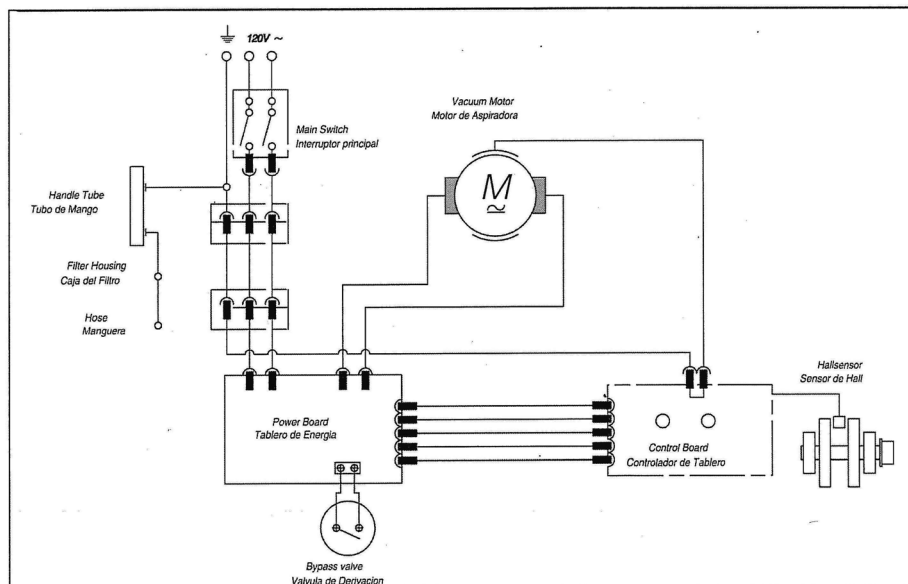 120V ~
Main Switch
Interruptor principal
Vacuum Motor
Motor de Aspiradora
M
Handle Tube
Tubo de Mango
Filter Housing
Caja del Filtro
Hose
Manguera
Hallsensor
Sensor de Hall
Power Board
Tablero de Energia
Control Board
Controlador de Tablero
Bypass valve
Valvula de Derivacion